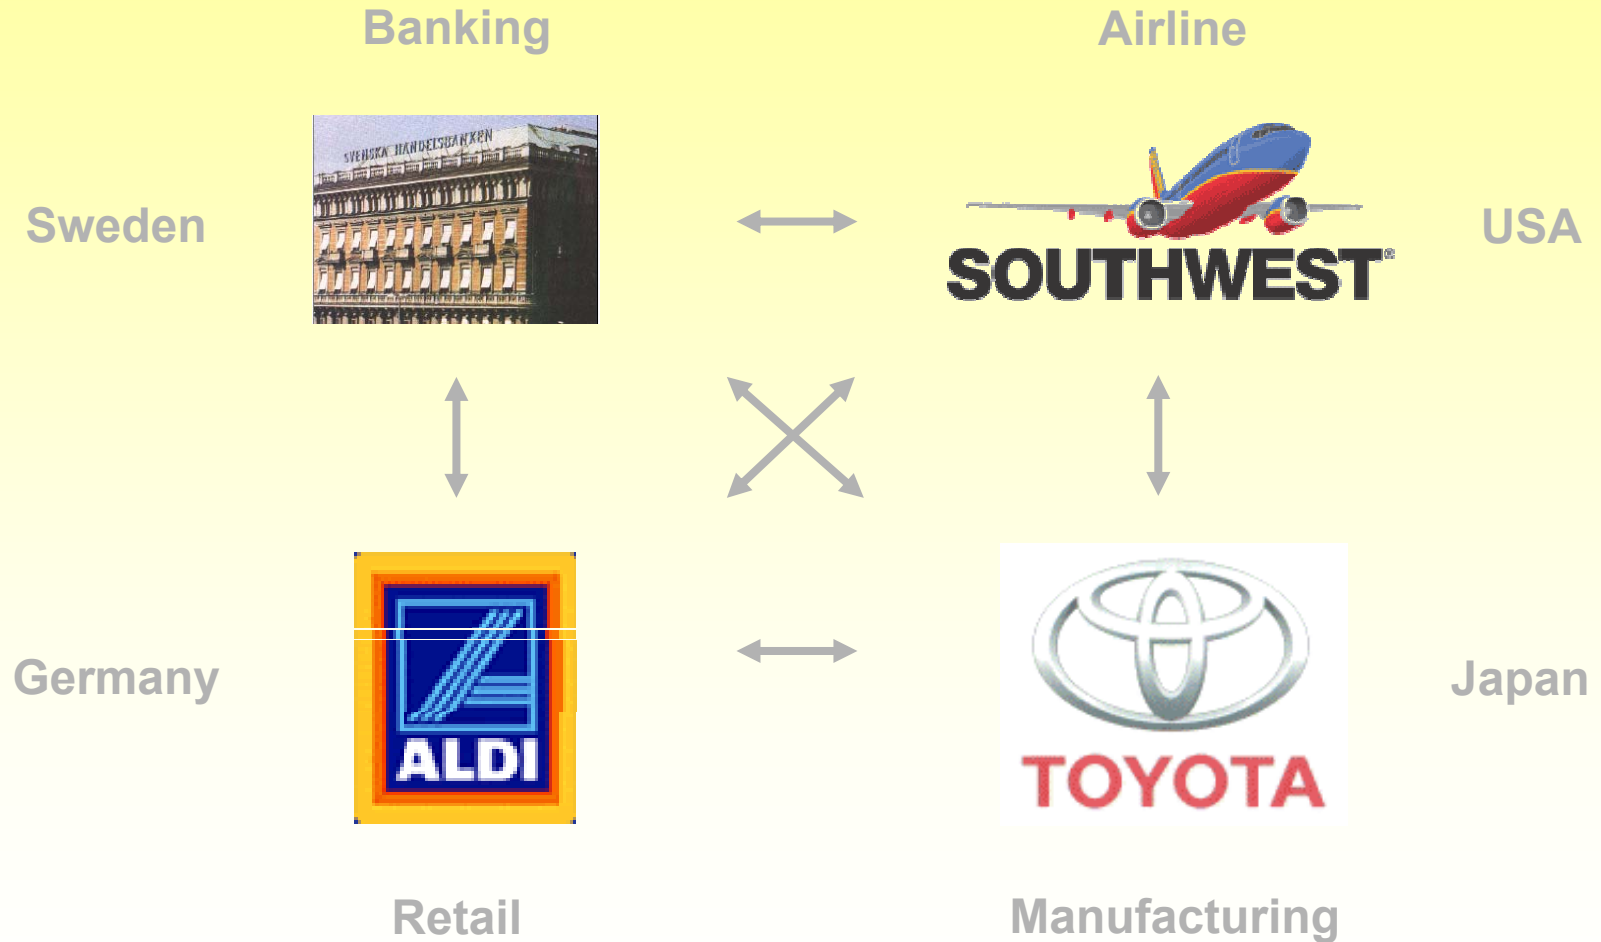 Banking
Airline
SVENSKA HANDELSBANKEN
Sweden
USA
SOUTHWEST®
Germany
Japan
ALDI
TOYOTA
Retail
Manufacturing